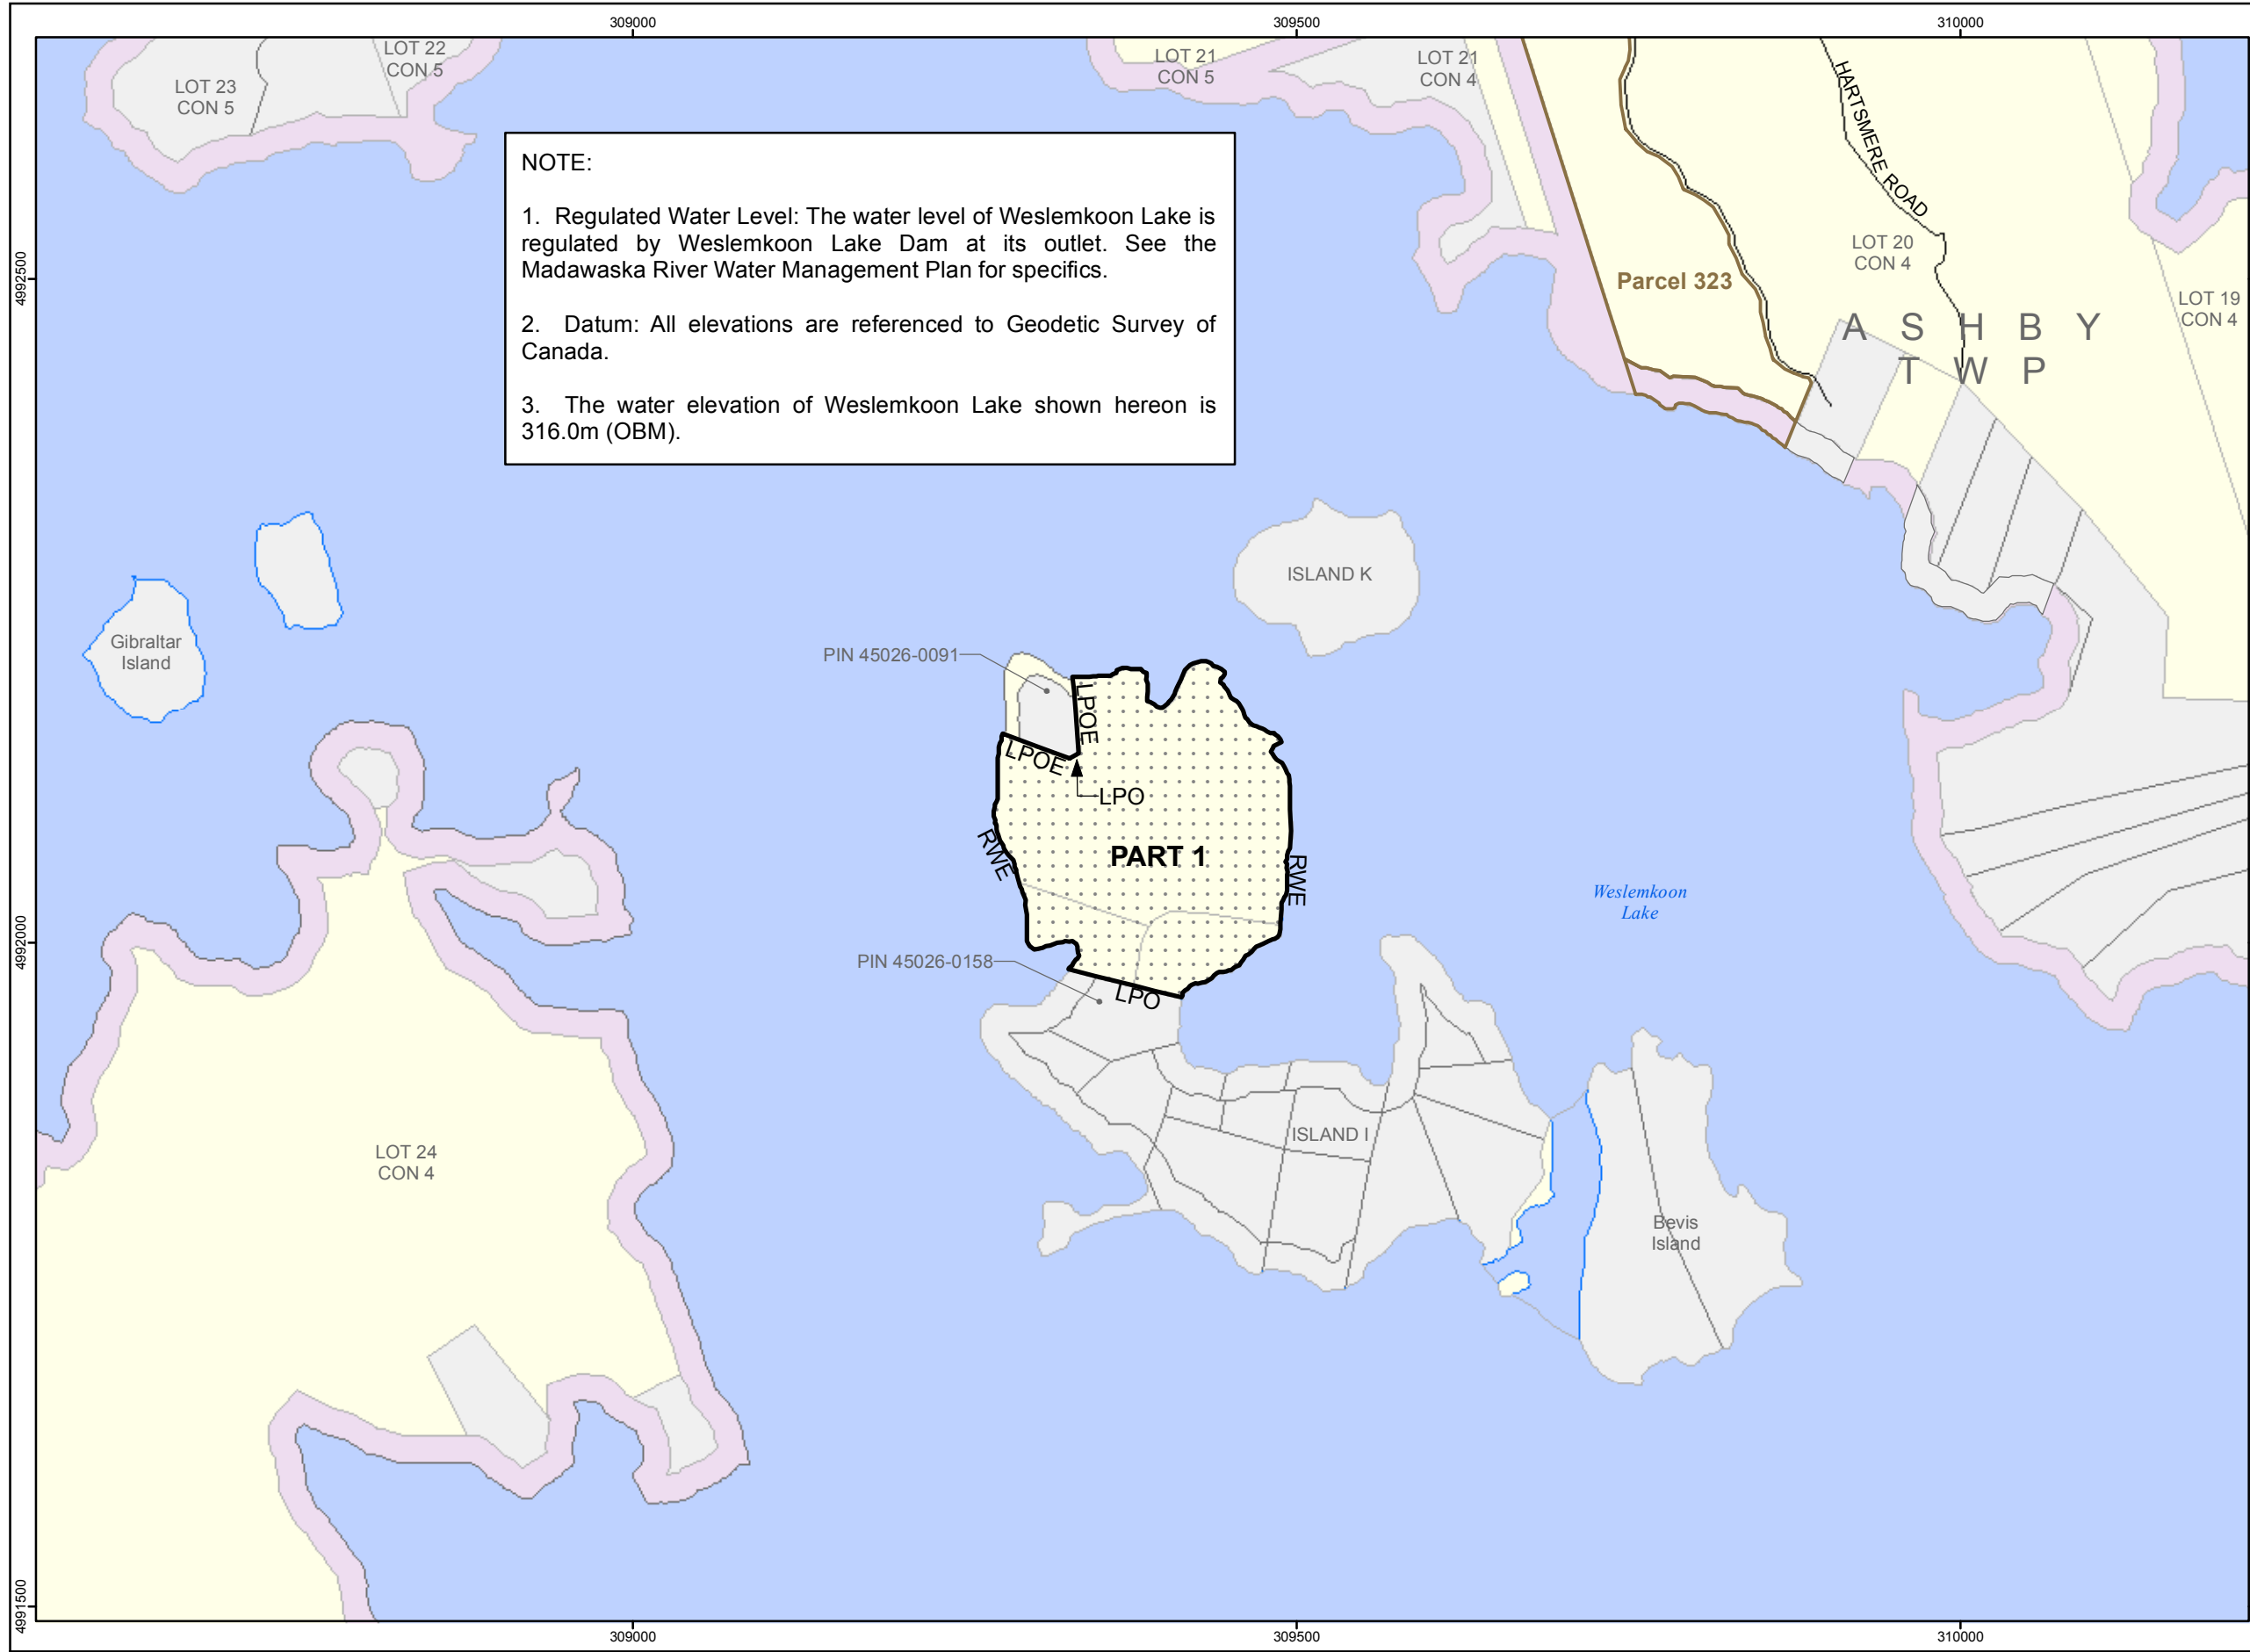 309000
309500
310000
LOT 22
CON 5
LOT 23
CON 5
LOT 21
CON 5
LOT 21
CON 4
HARTSMERE ROAD
NOTE:
1. Regulated Water Level: The water level of Weslemkoon Lake is
regulated by Weslemkoon Lake Dam at its outlet. See the
Madawaska River Water Management Plan for specifics.
2. Datum: All elevations are referenced to Geodetic Survey of
Canada.
3. The water elevation of Weslemkoon Lake shown hereon is
316.0m (OBM).
4992500
Parcel 323
LOT 20
CON 4
LOT 19
CON 4
ASHBY
TWP
ISLAND K
Gibraltar
Island
PIN 45026-0091
LPOE
LPOE
LPO
PART 1
RWE
RWE
Weslemkoon
Lake
4992000
PIN 45026-0158
LPO
LOT 24
CON 4
ISLAND I
Bevis
Island
4991500
309000
309500
310000